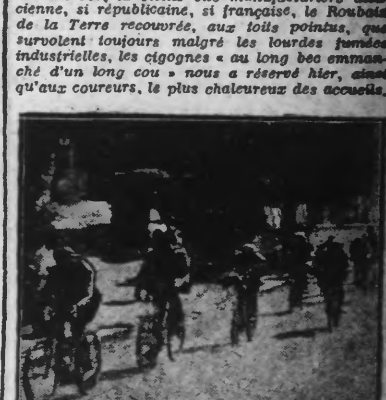 cienne, si républicaine, si française, le Roubaix
de la Terre recouvrée, aux toits pointus, que
survolent toujours malgré les lourdes fumées
industrielles, les cigognes « au long bec emman-
ché d'un long cou » nous a réservé hier, ainsi
qu'aux coureurs, le plus chaleureux des accueils.